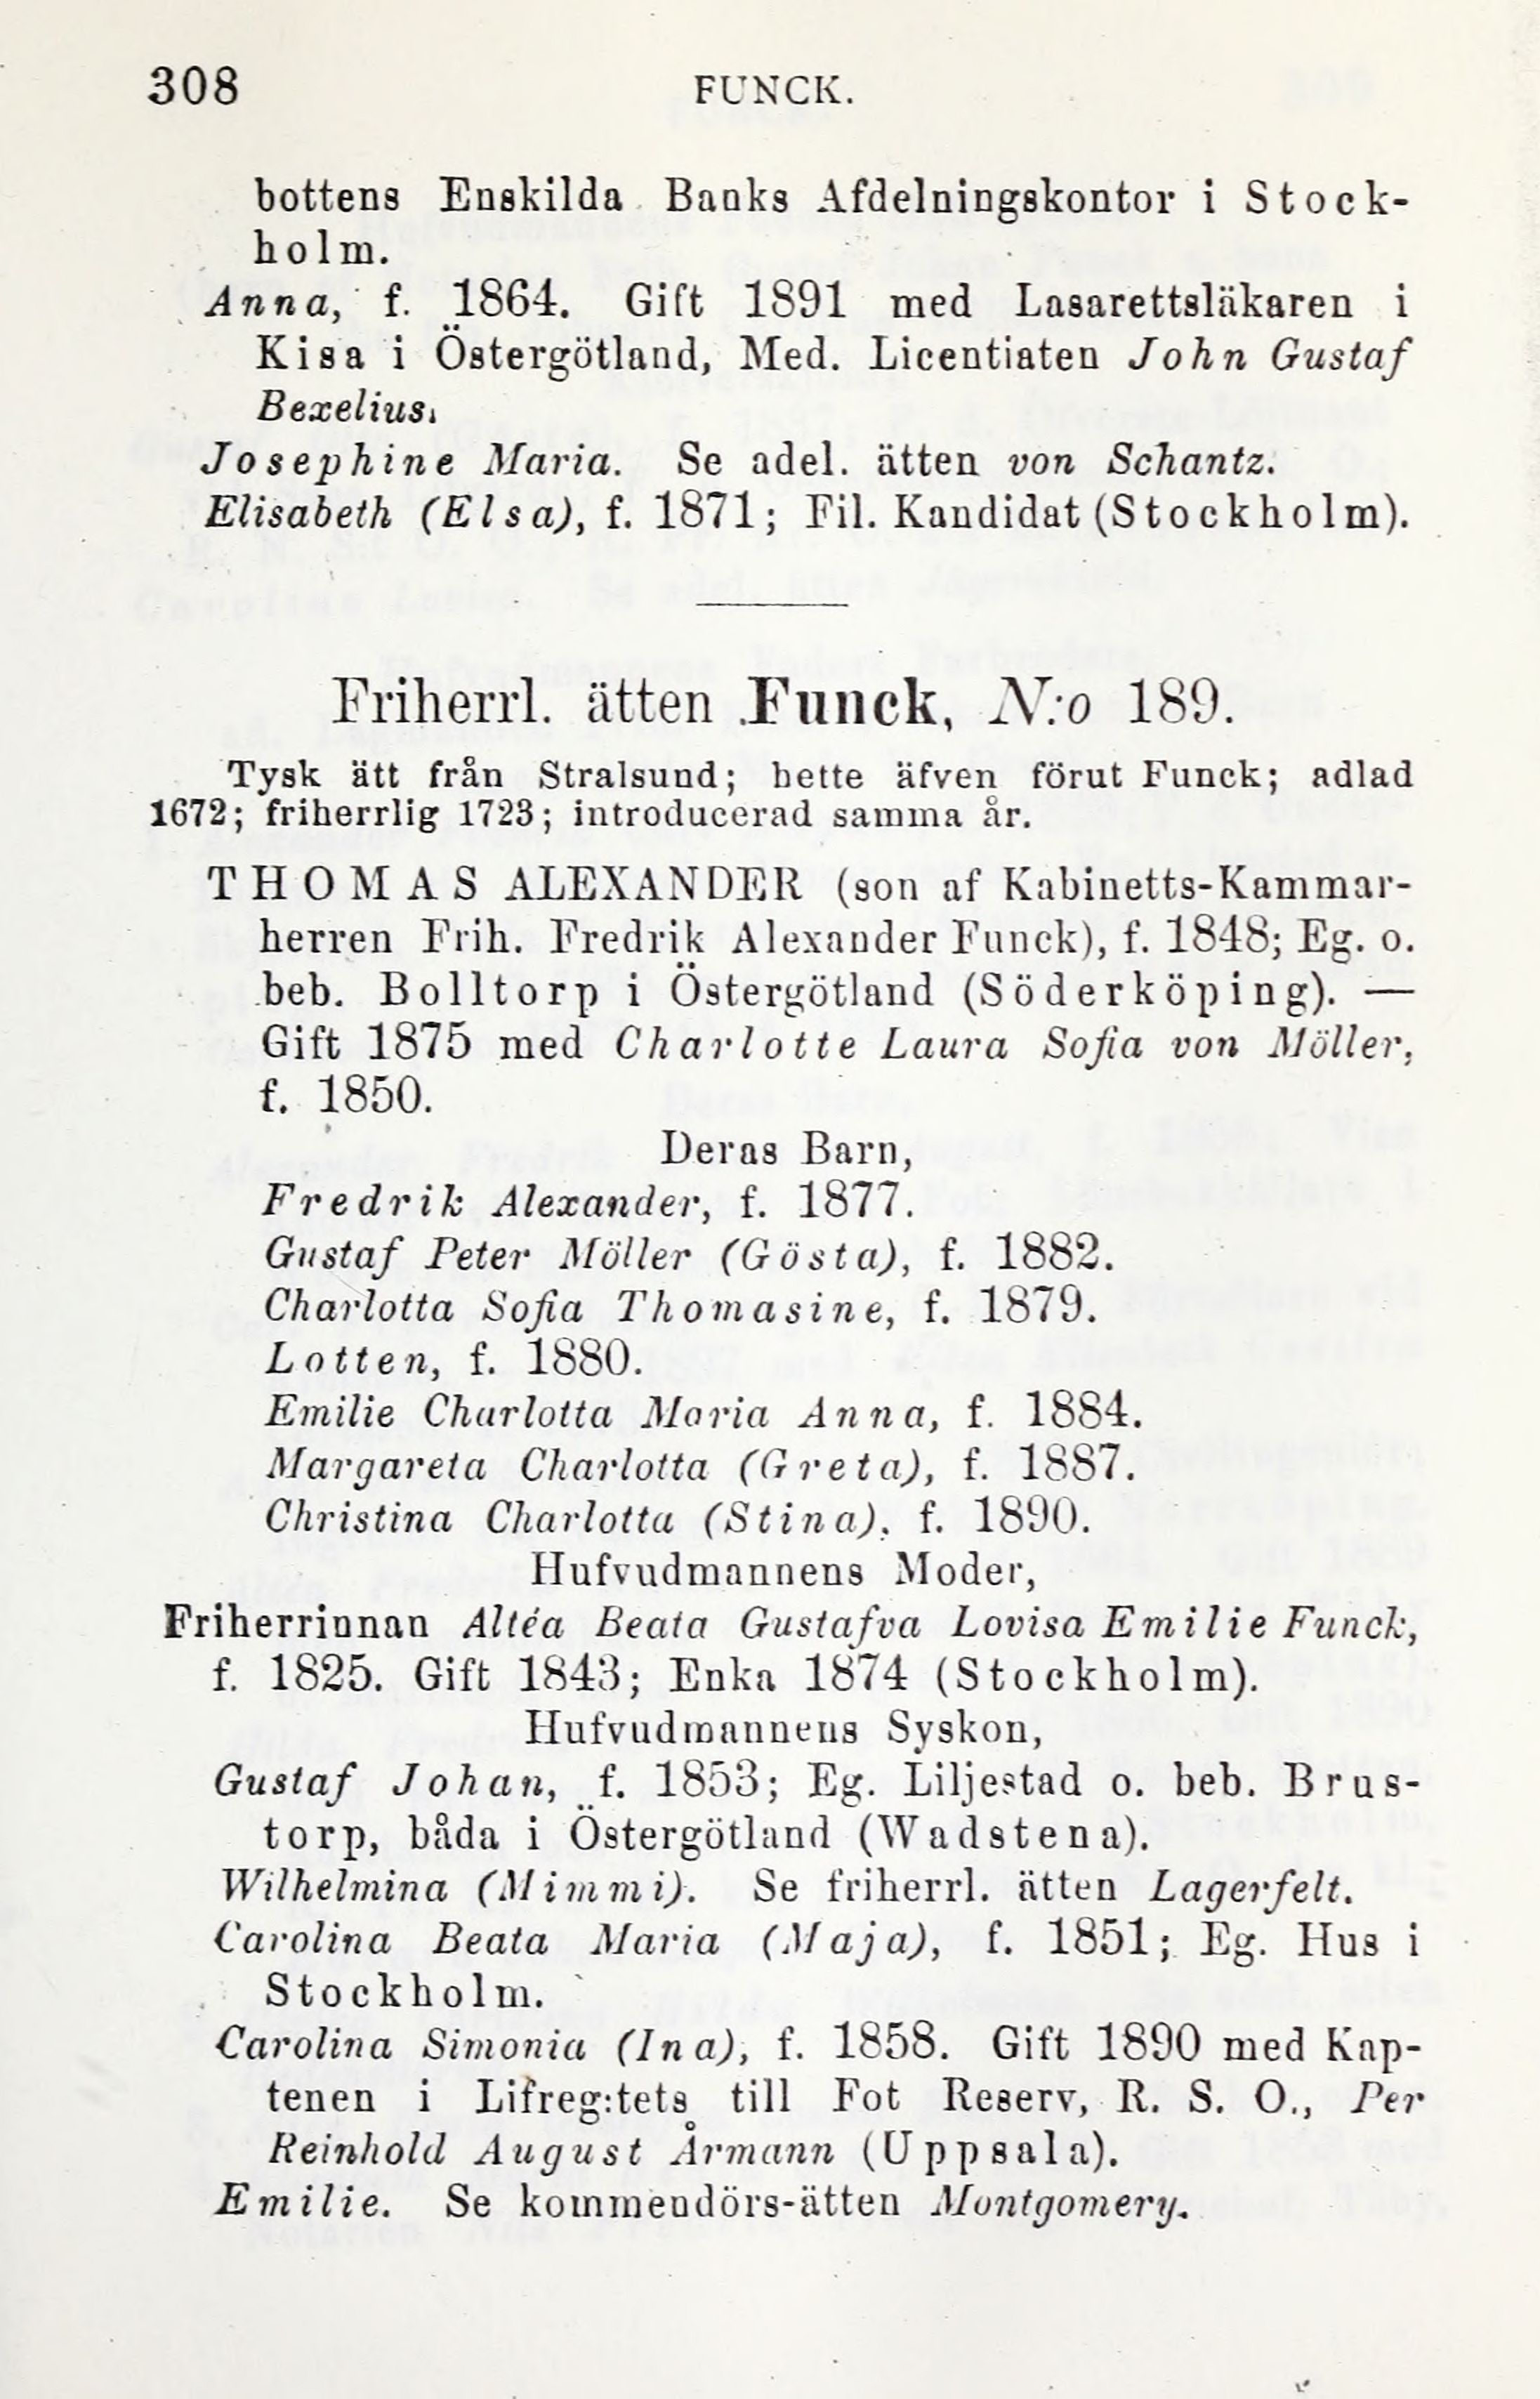 308 FUNCK.
bottens Enskilda Banks Afdelningskontor i Stock-
holm.
Anna, f. 1864. Gift 1891 med Lasarettsläkaren i
Kisa i Östergötland, Med. Licentiaten John Gustaf
Bexelius.
Josephine Maria. Se adel. ätten von Schantz.
Elisabeth (Elsa), f. 1871; Fil. Kandidat (Stockholm).
Friherrl. ätten Funck, N:o 189.
Tysk ätt från Stralsund; hette äfven förut Funck; adlad
1672; friherrlig 1723; introducerad samma år.
THOMAS ALEXANDER (son af Kabinetts-Kammar-
herren Frih. Fredrik Alexander Funck), f. 1848; Eg. o.
beb. Bolltorp i Östergötland (Söderköping). —
Gift 1875 med Charlotte Laura Sofia von Möller,
f. 1850.
Deras Barn,
Fredrik Alexander, f. 1877.
Gustaf Peter Möller (Gösta), f. 1882.
Charlotta Sofia Thomasine, f. 1879.
Lotten, f. 1880.
Emilie Charlotta Maria Anna, f. 1884.
Margareta Charlotta (Greta), f. 1887.
Christina Charlotta (Stina), f. 1890.
Hufvudmannens Moder,
Friherrinnan Altéa Beata Gustafva Lovisa Emilie Funck,
f. 1825. Gift 1843; Enka 1874 (Stockholm).
Hufvudmannens Syskon,
Gustaf Johan, f. 1853; Eg. Liljestad o. beb. Brus-
torp, båda i Östergötland (Wadstena).
Wilhelmina (Mimmi). Se friherrl. ätten Lagerfelt.
Carolina Beata Maria (Maja), f. 1851; Eg. Hus i
Stockholm.
Carolina Simonia (Ina), f. 1858. Gift 1890 med Kap-
tenen i Lifreg:tets till Fot Reserv, R. S. O., Per
Reinhold August Årmann (Uppsala).
Emilie. Se kommendörs-ätten Montgomery.